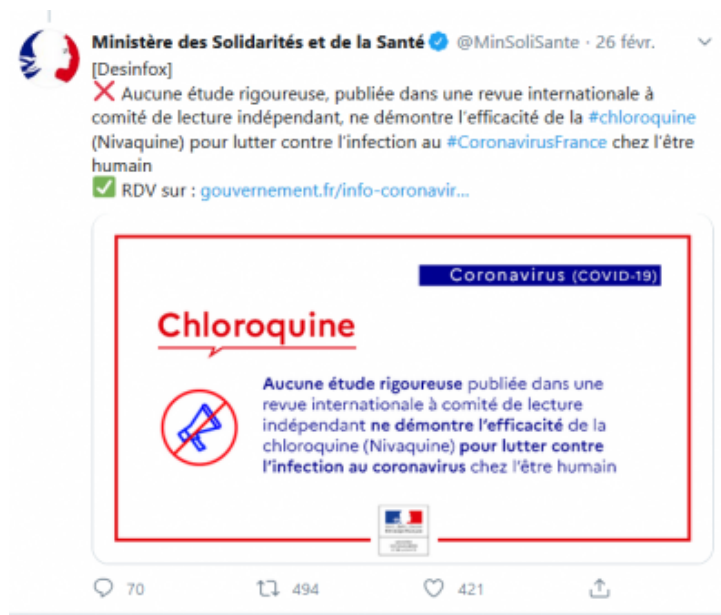 Ministère des Solidarités et de la Santé @MinSoliSante · 26 févr.
[Desinfox]
Aucune étude rigoureuse, publiée dans une revue internationale à
comité de lecture indépendant, ne démontre l'efficacité de la #chloroquine
(Nivaquine) pour lutter contre l'infection au #CoronavirusFrance chez l'être
humain
RDV sur : gouvernement.fr/info-coronavir...
Coronavirus (COVID-19)
Chloroquine
Aucune étude rigoureuse publiée dans une
revue internationale à comité de lecture
indépendant ne démontre l'efficacité de la
chloroquine (Nivaquine) pour lutter contre
l'infection au coronavirus chez l'être humain
70 494 421